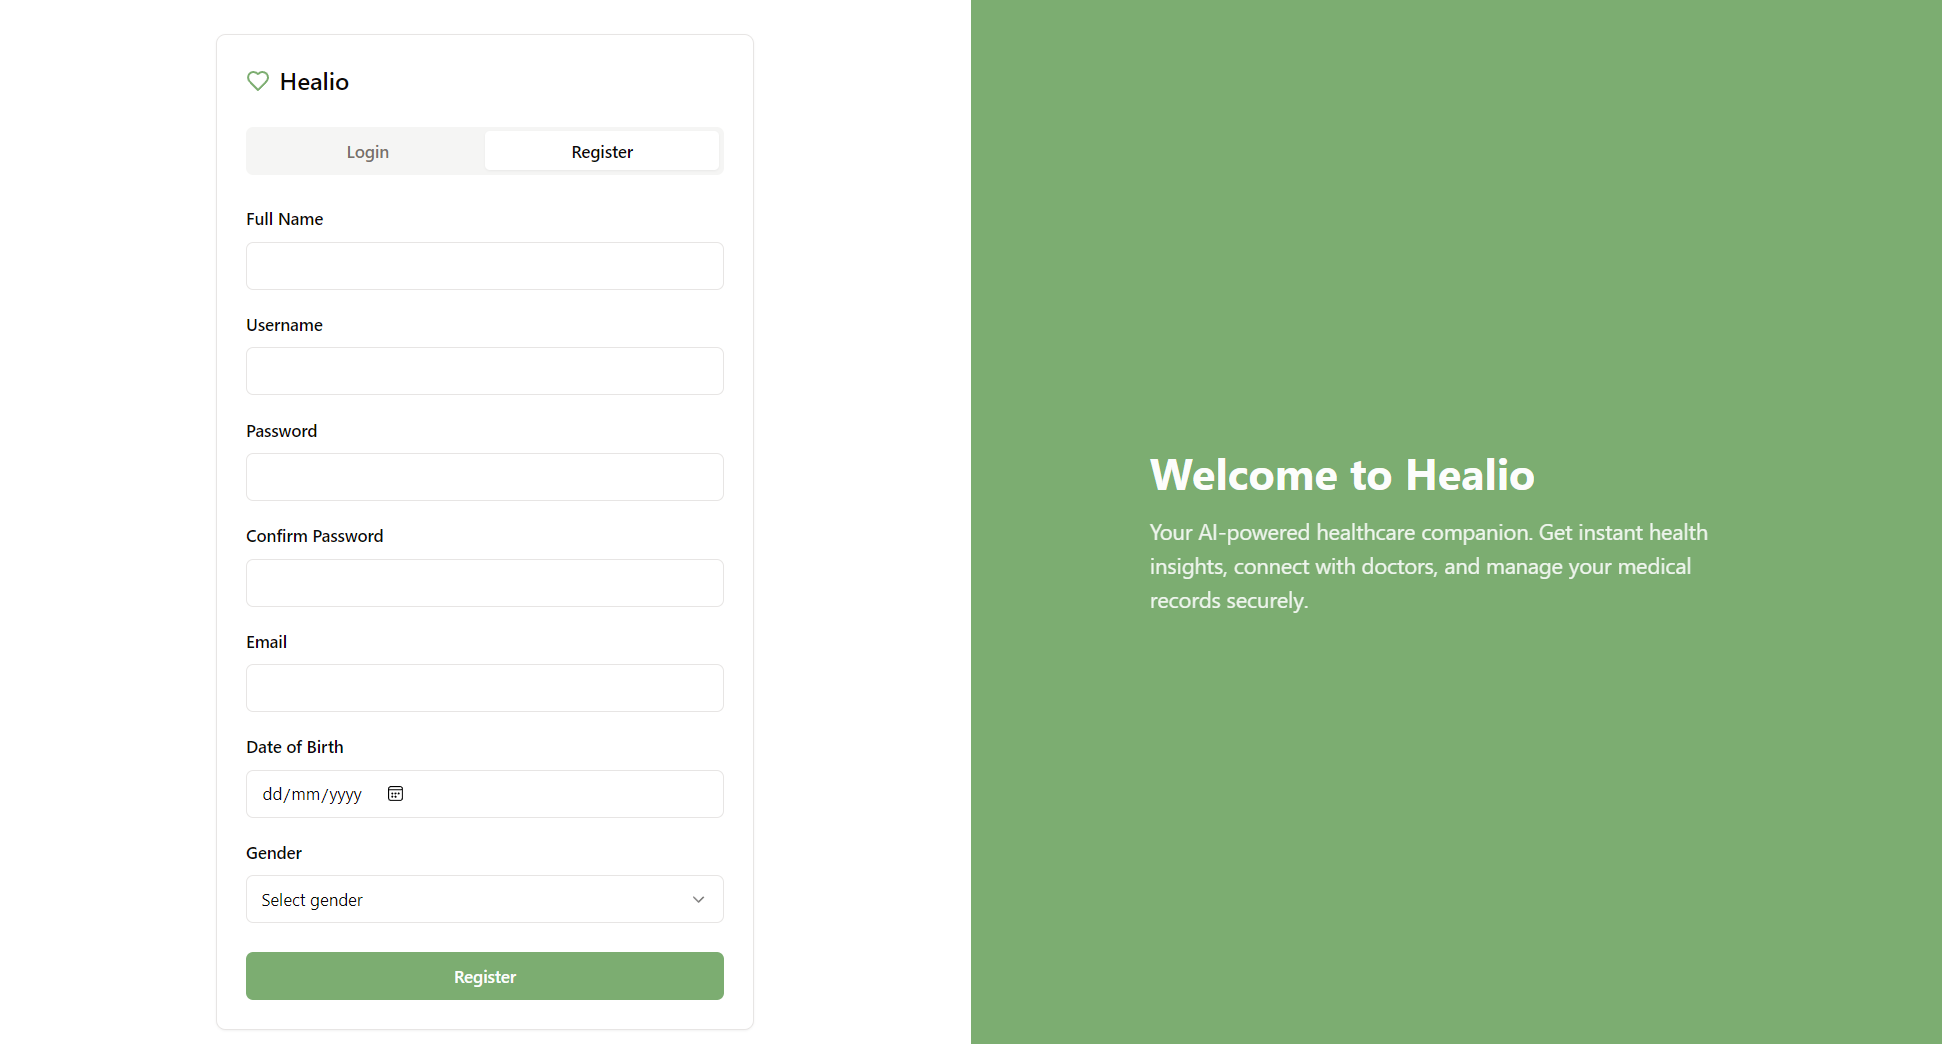 Healio
Login
Register
Full Name
Username
Password
Confirm Password
Email
Date of Birth
dd/mm/yyyy
Gender
Select gender
Register
Welcome to Healio
Your AI-powered healthcare companion. Get instant health
insights, connect with doctors, and manage your medical
records securely.